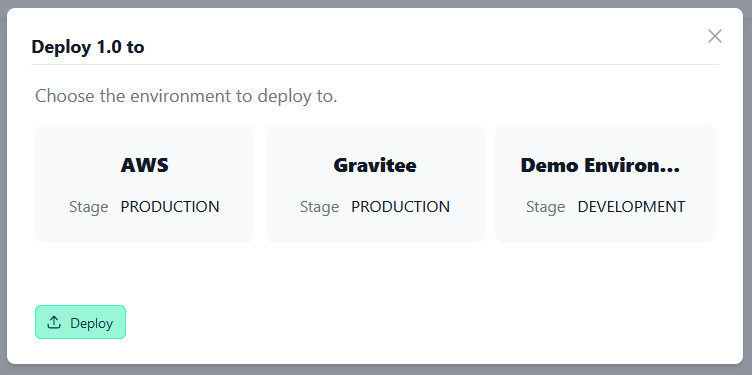 Deploy 1.0 to
Choose the environment to deploy to.
AWS
Stage PRODUCTION
Gravitee
Stage PRODUCTION
Demo Environ...
Stage DEVELOPMENT
Deploy